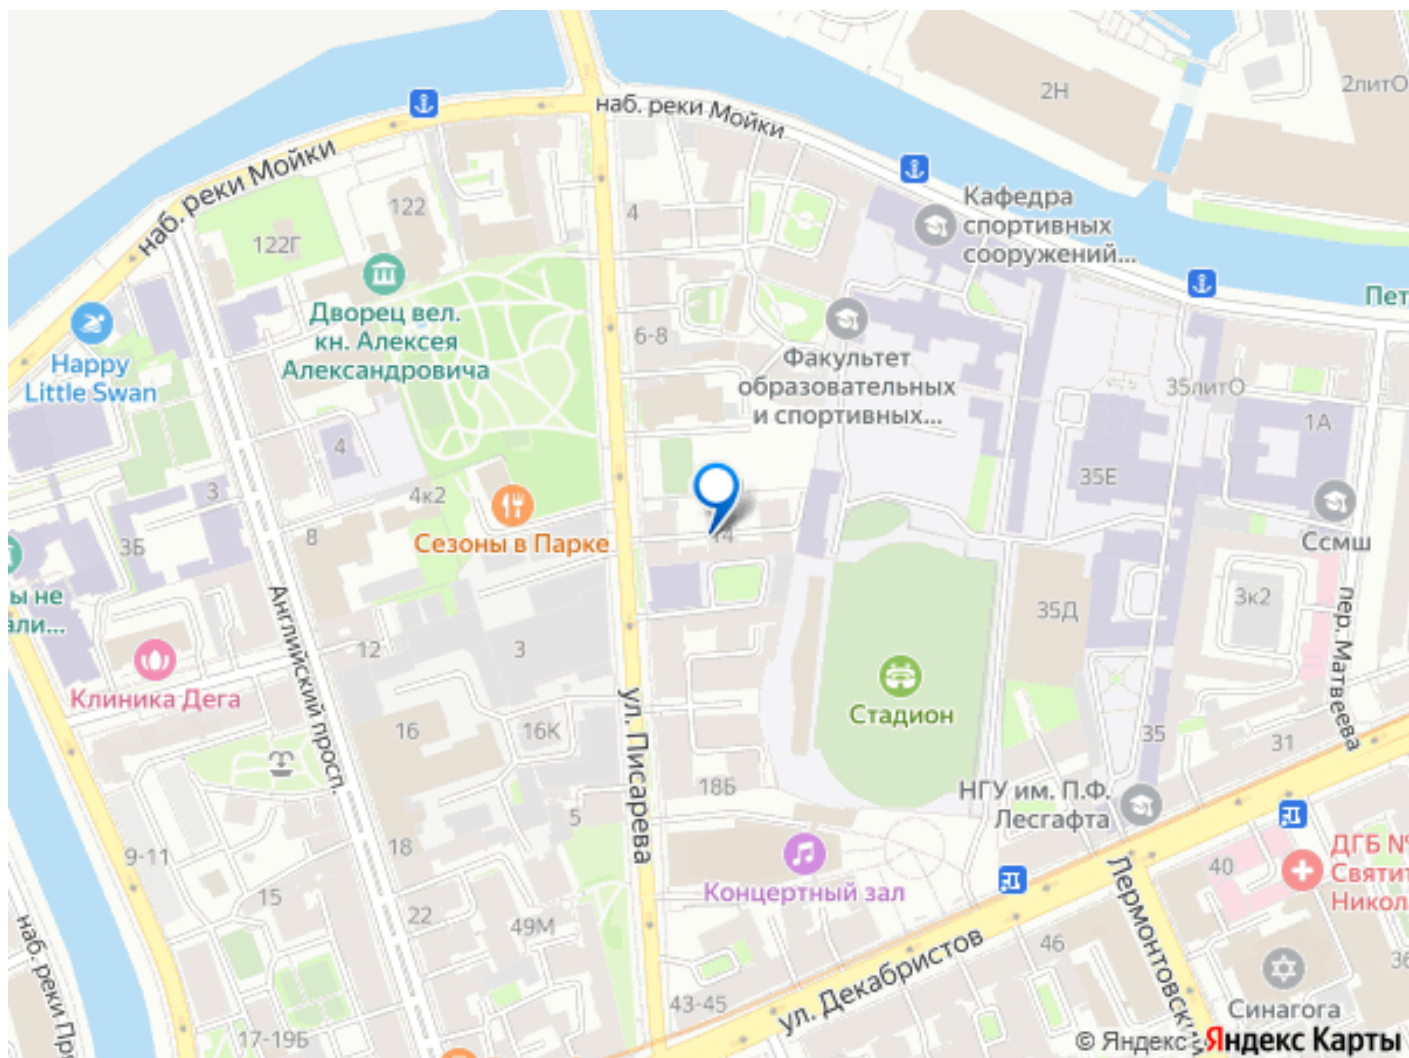 2Н
2литО
наб. реки Мойки
наб. реки Мойки
122
4
122Г
Кафедра
спортивных
сооружений...
Дворец вел.
кн. Алексея
Александровича
Пет
6-8
Happy
Little Swan
Факультет
образовательных
и спортивных...
35литО
1А
4
35Е
3
4к2
Сезоны в Парке
14
8
3Б
Ссмш
ы не
али...
Английский просп.
3к2
35Д
пер. Матвеева
12
3
Клиника Дега
ул. Писарева
Стадион
16
16К
35
31
18Б
НГУ им. П.Ф.
Лесгафта
5
18
9-11
Концертный зал
ДГБ №
Святит
Никол
40
15
22
49М
Лермонтовск
наб. реки Пр
46
36
ул. Декабристов
43-45
Синагога
17-19Б
© Яндекс
Яндекс Карты